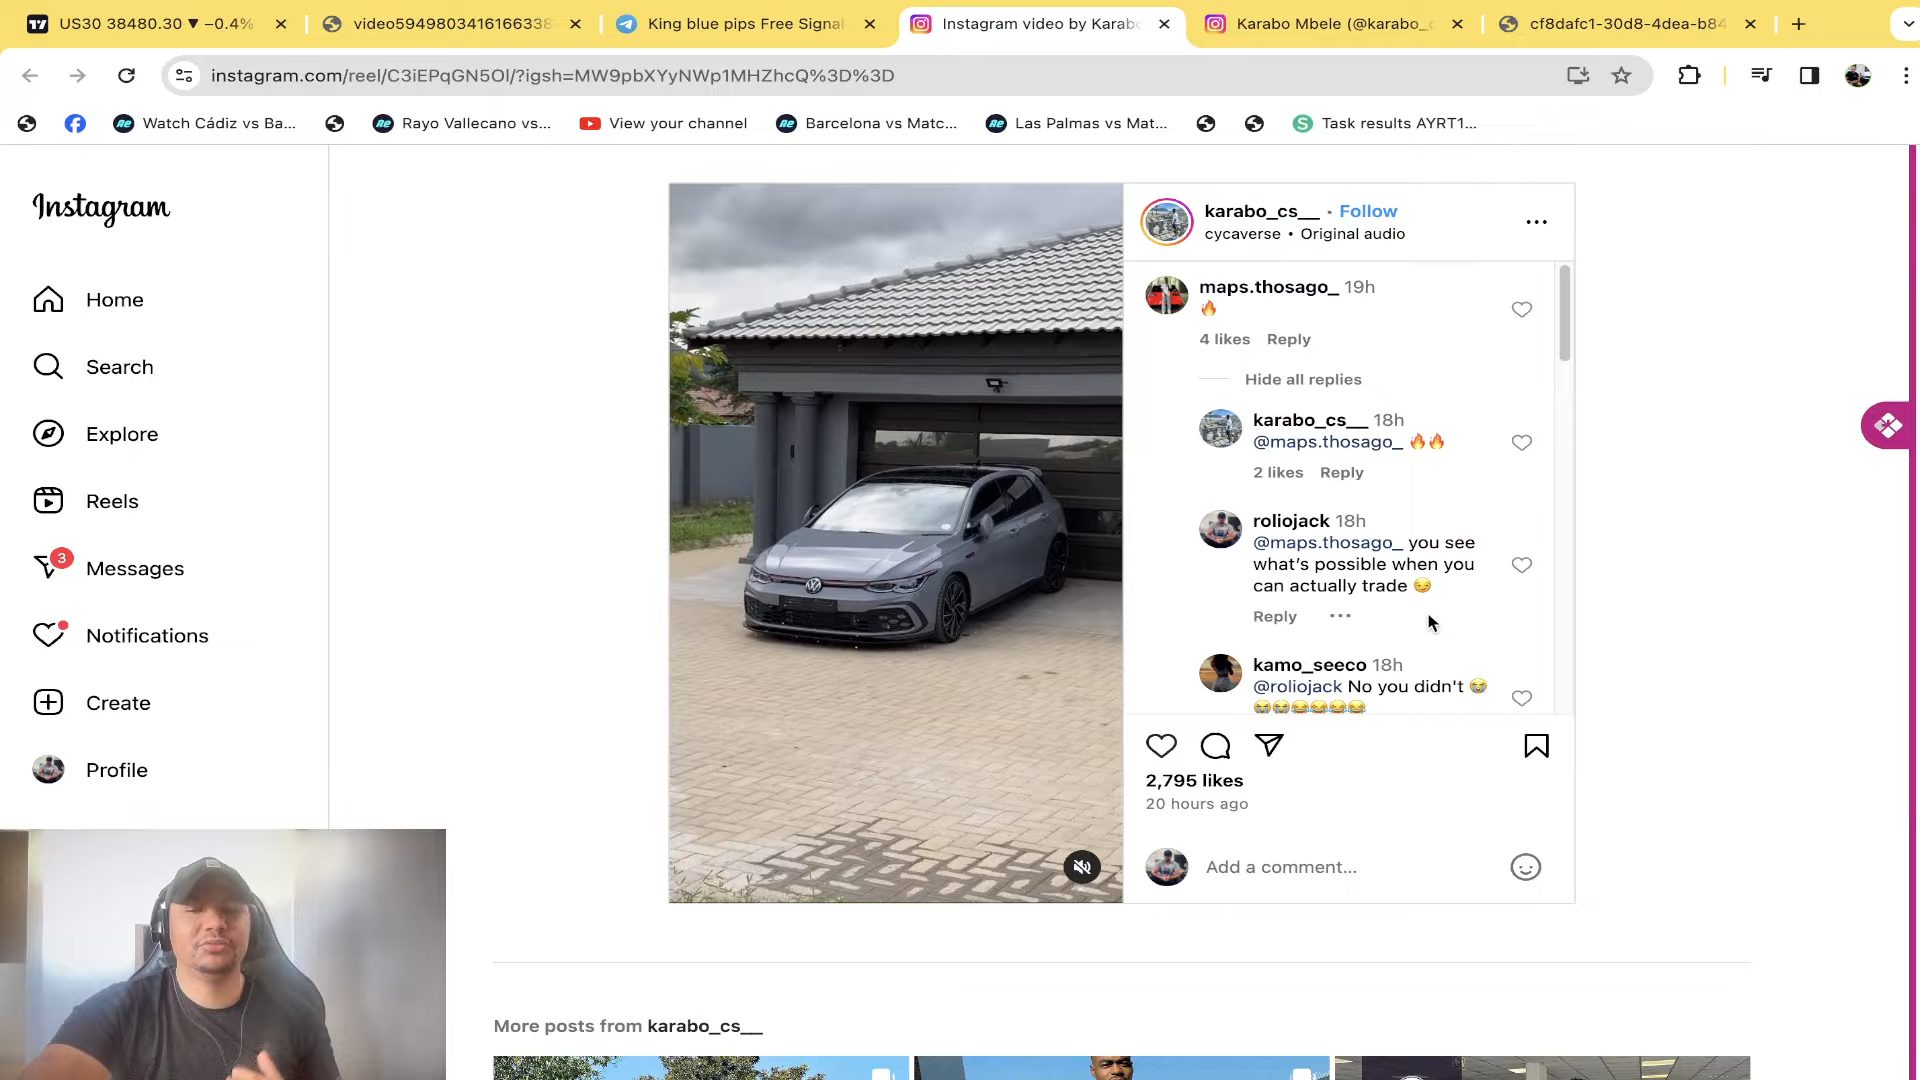 US30 38480.30 ▼ −0.4%
video59498034161663385
King blue pips Free Signal
Instagram video by Karabo
Karabo Mbele (@karabo_c
cf8dafc1-30d8-4dea-b84
instagram.com/reel/C3iEPqGN5Ol/?igsh=MW9pbXYyNWp1MHZhcQ%3D%3D
Watch Cádiz vs Ba...
Rayo Vallecano vs...
View your channel
Barcelona vs Matc...
Las Palmas vs Mat...
Task results AYRT1...
Instagram
Home
Search
Explore
Reels
3
Messages
Notifications
Create
Profile
karabo_cs__ • Follow
cycaverse • Original audio
maps.thosago_ 19h
🔥
4 likes Reply
Hide all replies
karabo_cs__ 18h
@maps.thosago_ 🔥🔥
2 likes Reply
roliojack 18h
@maps.thosago_ you see
what's possible when you
can actually trade 😏
Reply
kamo_seeco 18h
@roliojack No you didn't 😭
😭😭😂😂😂😂
2,795 likes
20 hours ago
Add a comment...
More posts from karabo_cs__